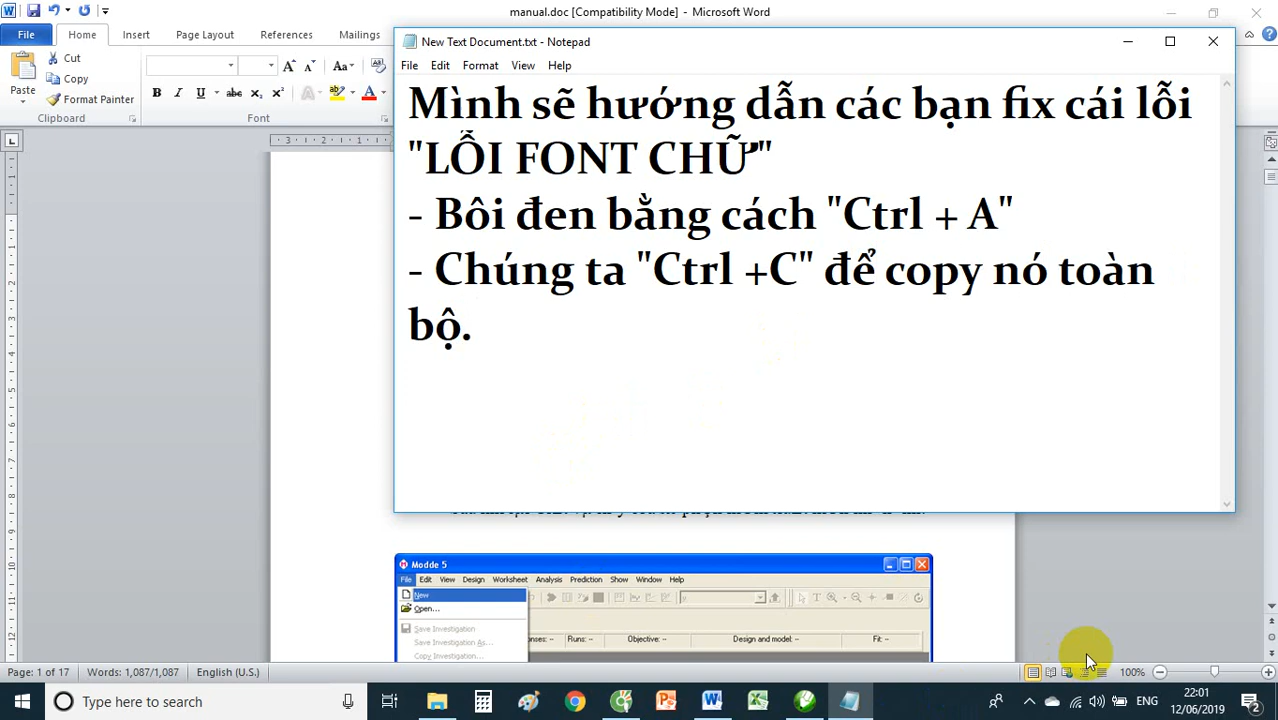 manual.doc [Compatibility Mode] - Microsoft Word
File Home Insert Page Layout References Mailings
New Text Document.txt - Notepad
File Edit Format View Help
Paste
Cut
Copy
Format Painter
Clipboard
Font
Mình sẽ hướng dẫn các bạn fix cái lỗi
"LỖI FONT CHỮ"
- Bôi đen bằng cách "Ctrl + A"
- Chúng ta "Ctrl +C" để copy nó toàn
bộ.
Modde 5
File Edit View Design Worksheet Analysis Prediction Show Window Help
New
Open...
Save Investigation
Save Investigation As...
Copy Investigation...
Runs: -- Objective: -- Design and model: -- Fit: --
Page: 1 of 17 Words: 1,087/1,087 English (U.S.) 100%
Type here to search
ENG
22:01
12/06/2019
2